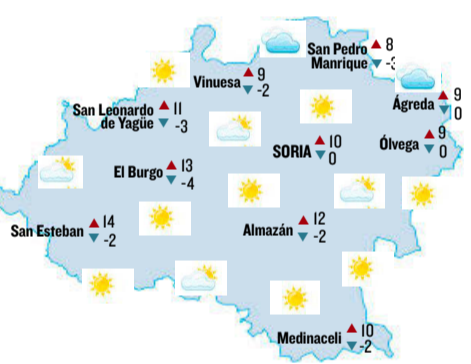 San Pedro
Manrique ▲ 8
▼ -3
Vinuesa ▲ 9
▼ -2
Ágreda ▲ 9
▼ 0
San Leonardo
de Yagüe ▲ 11
▼ -3
SORIA ▲ 10
▼ 0
Ólvega ▲ 9
▼ 0
El Burgo ▲ 13
▼ -4
San Esteban ▲ 14
▼ -2
Almazán ▲ 12
▼ -2
Medinaceli ▲ 10
▼ -2